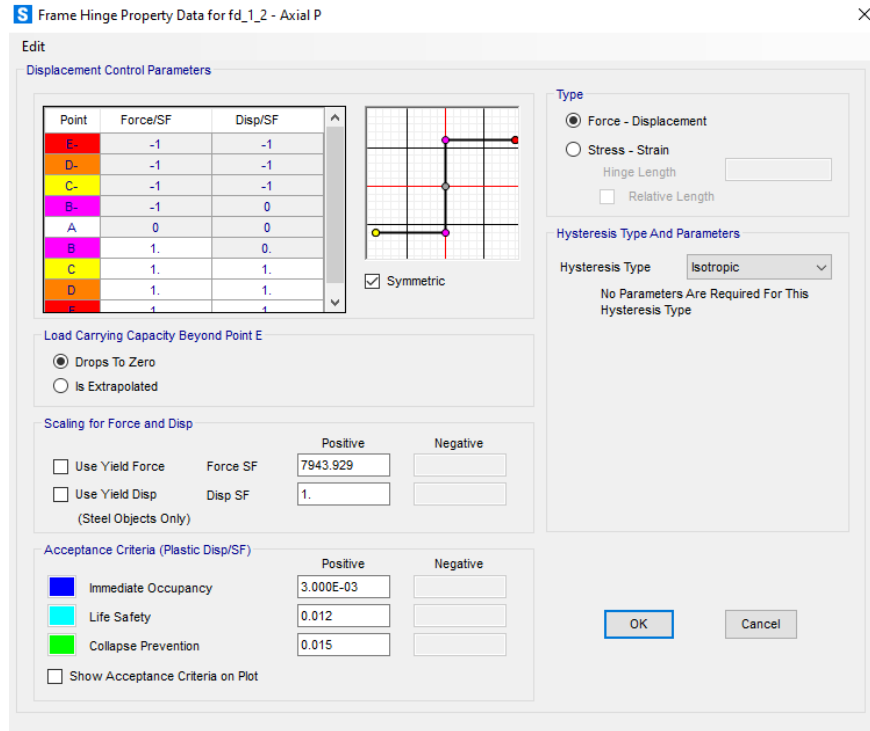 S Frame Hinge Property Data for fd_1_2 - Axial P
Edit
Displacement Control Parameters
Point Force/SF Disp/SF
E- -1 -1
D- -1 -1
C- -1 -1
B- -1 0
A 0 0
B 1. 0.
C 1. 1.
D 1. 1.
E 1. 1.
Symmetric
Load Carrying Capacity Beyond Point E
Drops To Zero
Is Extrapolated
Scaling for Force and Disp
Positive Negative
Use Yield Force Force SF 7943.929
Use Yield Disp Disp SF 1.
(Steel Objects Only)
Acceptance Criteria (Plastic Disp/SF)
Positive Negative
Immediate Occupancy 3.000E-03
Life Safety 0.012
Collapse Prevention 0.015
Show Acceptance Criteria on Plot
Type
Force - Displacement
Stress - Strain
Hinge Length
Relative Length
Hysteresis Type And Parameters
Hysteresis Type Isotropic
No Parameters Are Required For This
Hysteresis Type
OK Cancel